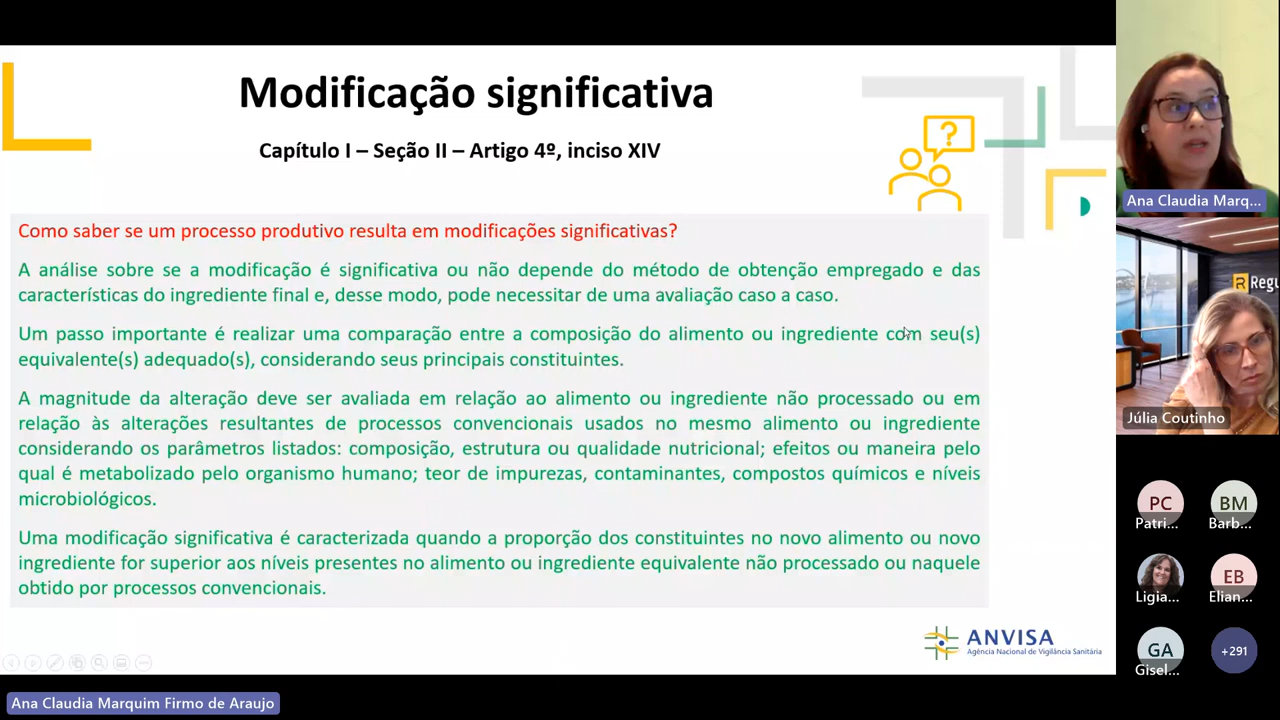 Modificação significativa
Capítulo I – Seção II – Artigo 4º, inciso XIV
?
Como saber se um processo produtivo resulta em modificações significativas?
A análise sobre se a modificação é significativa ou não depende do método de obtenção empregado e das
características do ingrediente final e, desse modo, pode necessitar de uma avaliação caso a caso.
Um passo importante é realizar uma comparação entre a composição do alimento ou ingrediente com seu(s)
equivalente(s) adequado(s), considerando seus principais constituintes.
A magnitude da alteração deve ser avaliada em relação ao alimento ou ingrediente não processado ou em
relação às alterações resultantes de processos convencionais usados no mesmo alimento ou ingrediente
considerando os parâmetros listados: composição, estrutura ou qualidade nutricional; efeitos ou maneira pelo
qual é metabolizado pelo organismo humano; teor de impurezas, contaminantes, compostos químicos e níveis
microbiológicos.
Uma modificação significativa é caracterizada quando a proporção dos constituintes no novo alimento ou novo
ingrediente for superior aos níveis presentes no alimento ou ingrediente equivalente não processado ou naquele
obtido por processos convencionais.
ANVISA
Agência Nacional de Vigilância Sanitária
Ana Claudia Marquim Firmo de Araujo
Ana Claudia Marq...
R Regu
Júlia Coutinho
PC
Patri...
BM
Barb...
Ligia...
EB
Elian...
GA
Gisel...
+291